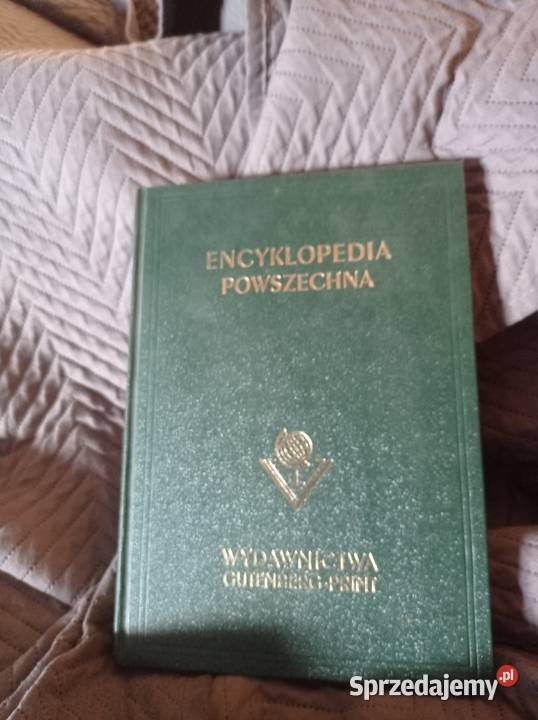 ENCYKLOPEDIA
POWSZECHNA
WYDAWNICTWA
GUTENBERG-PRINT
Sprzedajemy.pl